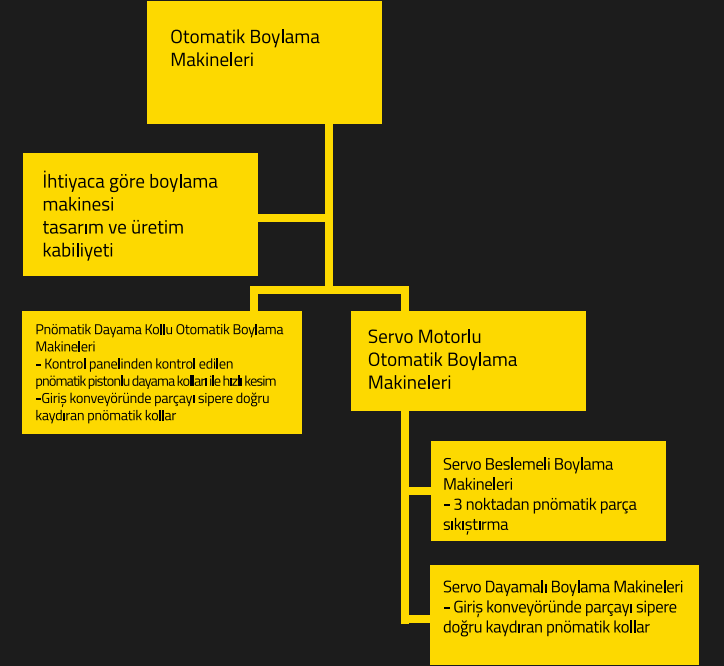 Otomatik Boylama
Makineleri
İhtiyaca göre boylama
makinesi
tasarım ve üretim
kabiliyeti
Pnömatik Dayama Kollu Otomatik Boylama
Makineleri
- Kontrol panelinden kontrol edilen
pnömatik pistonlu dayama kolları ile hızlı kesim
-Giriş konveyöründe parçayı sipere doğru
kaydıran pnömatik kollar
Servo Motorlu
Otomatik Boylama
Makineleri
Servo Beslemeli Boylama
Makineleri
- 3 noktadan pnömatik parça
sıkıştırma
Servo Dayamalı Boylama Makineleri
- Giriş konveyöründe parçayı sipere
doğru kaydıran pnömatik kollar